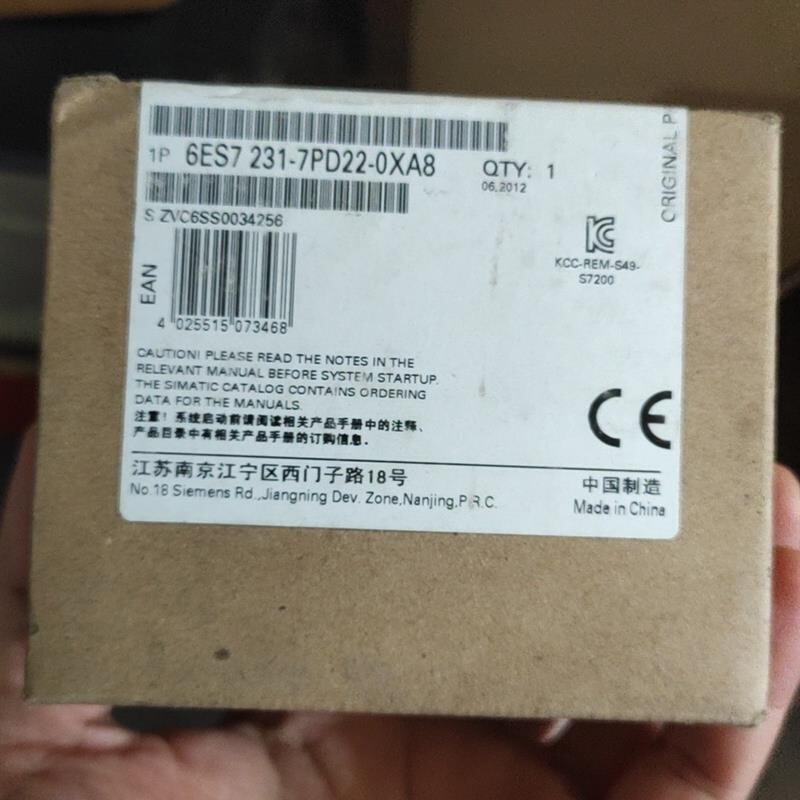 1P 6ES7 231-7PD22-0XA8 QTY: 1
06.2012
S ZVC6SS0034256
EAN
4 025515 073468
ORIGINAL P
KCC-REM-S49-
S7200
CAUTION! PLEASE READ THE NOTES IN THE
RELEVANT MANUAL BEFORE SYSTEM STARTUP.
THE SIMATIC CATALOG CONTAINS ORDERING
DATA FOR THE MANUALS.
注意！系统启动前请阅读相关产品手册中的注释、
产品目录中有相关产品手册的订购信息。
CE
江苏南京江宁区西门子路18号
No.18 Siemens Rd.,Jiangning Dev. Zone,Nanjing,P.R.C.
中国制造
Made in China